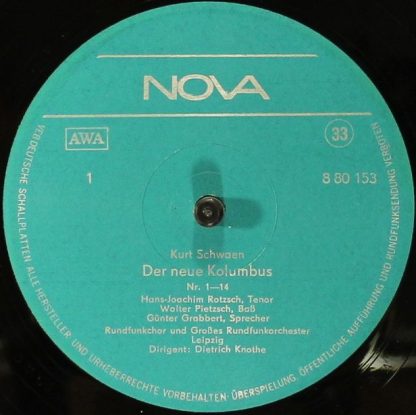 NOVA
AWA
33
1
8 80 153
Kurt Schwaen
Der neue Kolumbus
Nr. 1—14
Hans-Joachim Rotzsch, Tenor
Walter Pietzsch, Baß
Günter Grabbert, Sprecher
Rundfunkchor und Großes Rundfunkorchester
Leipzig
Dirigent: Dietrich Knothe
VEB DEUTSCHE SCHALLPLATTEN ALLE HERSTELLER- UND URHEBERRECHTE VORBEHALTEN · ÜBERSPIELUNG, ÖFFENTLICHE AUFFÜHRUNG UND RUNDFUNKSENDUNG VERBOTEN